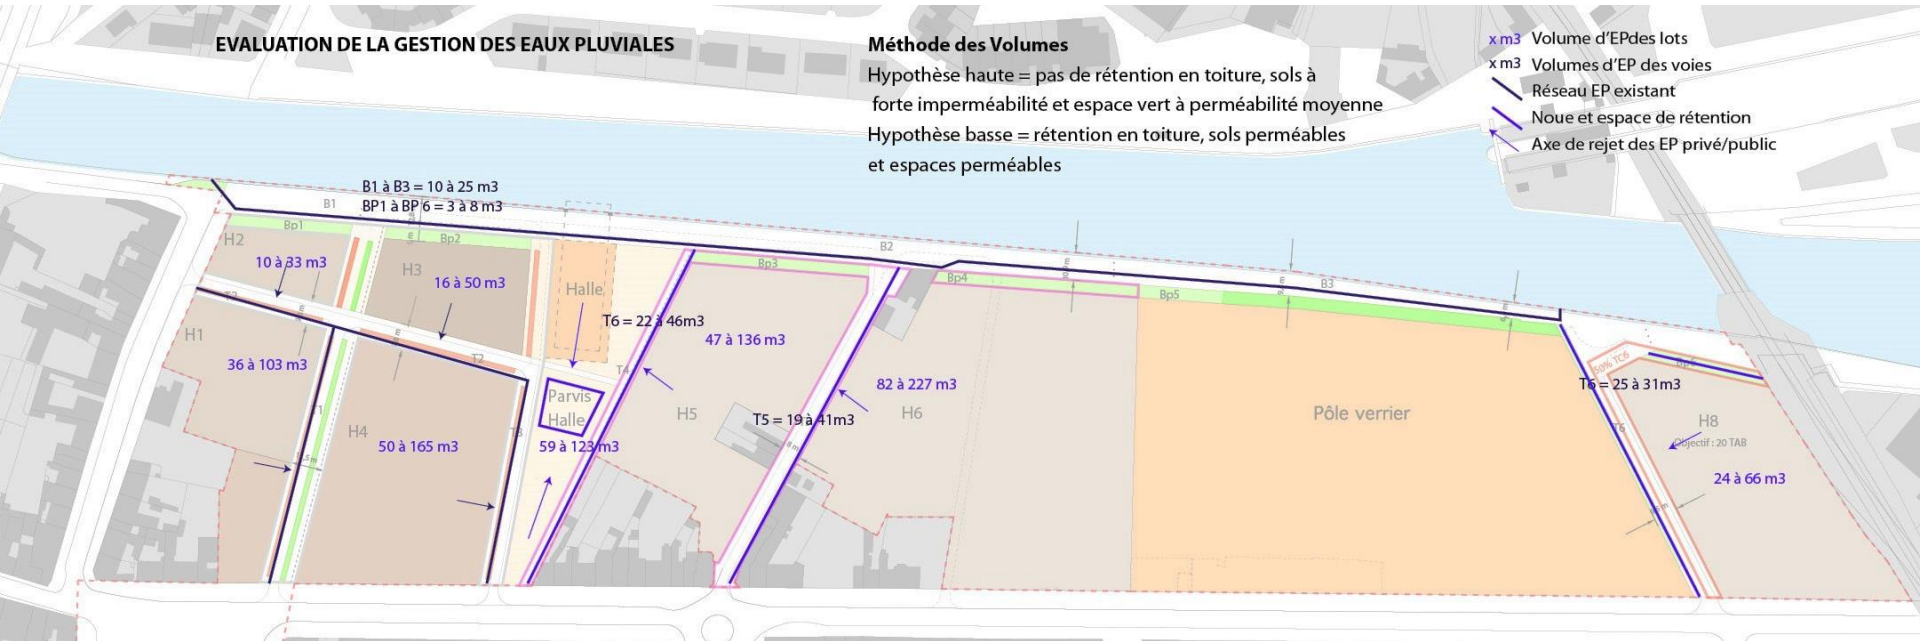 EVALUATION DE LA GESTION DES EAUX PLUVIALES
Méthode des Volumes
Hypothèse haute = pas de rétention en toiture, sols à
forte imperméabilité et espace vert à perméabilité moyenne
Hypothèse basse = rétention en toiture, sols perméables
et espaces perméables
x m3 Volume d'EPdes lots
x m3 Volumes d'EP des voies
Réseau EP existant
Noue et espace de rétention
Axe de rejet des EP privé/public
B1 à B3 = 10 à 25 m3
BP1 à BP 6 = 3 à 8 m3
B1
Bp1
Bp2
H2
10 à 33 m3
H3
16 à 50 m3
Halle
T6 = 22 à 46m3
Bp3
B2
Bp4
Bp5
B3
H1
36 à 103 m3
T2
T4
47 à 136 m3
82 à 227 m3
H5
H6
T5 = 19 à 41m3
Parvis
Halle
59 à 123 m3
T1
H4
50 à 165 m3
T3
Pôle verrier
50% TC6
T6 = 25 à 31m3
T6
H8
Objectif : 20 TAB
24 à 66 m3